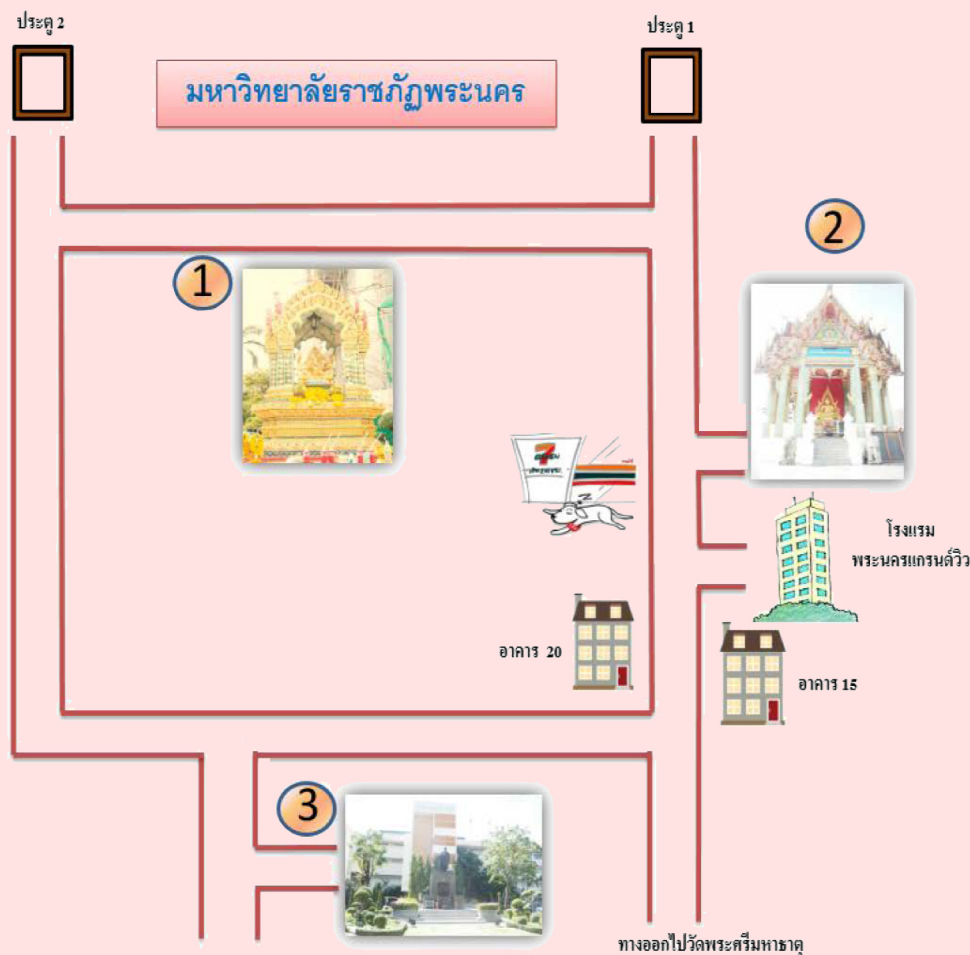 ประตู 2
ประตู 1
มหาวิทยาลัยราชภัฏพระนคร
2
1
7
โรงแรม
พระนครแกรนด์วิว
อาคาร 20
อาคาร 15
3
ทางออกไปวัดพระศรีมหาธาตุ